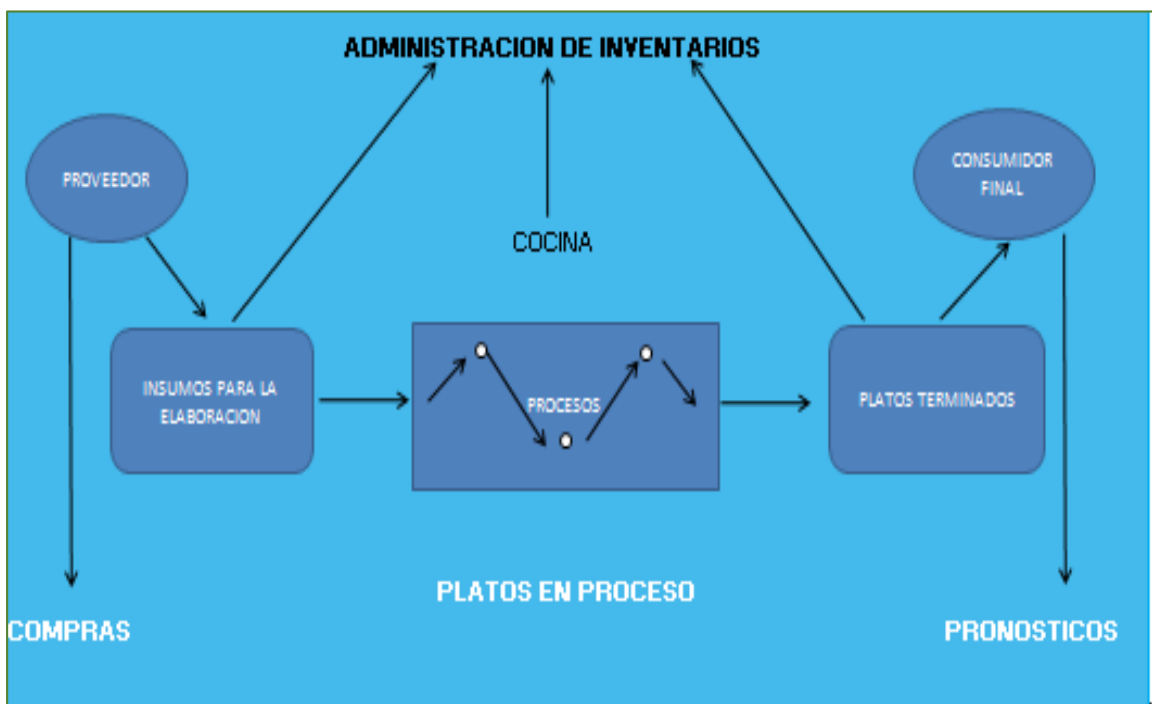 ADMINISTRACION DE INVENTARIOS
PROVEEDOR
CONSUMIDOR
FINAL
COCINA
INSUMOS PARA LA
ELABORACION
PROCESOS
PLATOS TERMINADOS
PLATOS EN PROCESO
COMPRAS
PRONOSTICOS